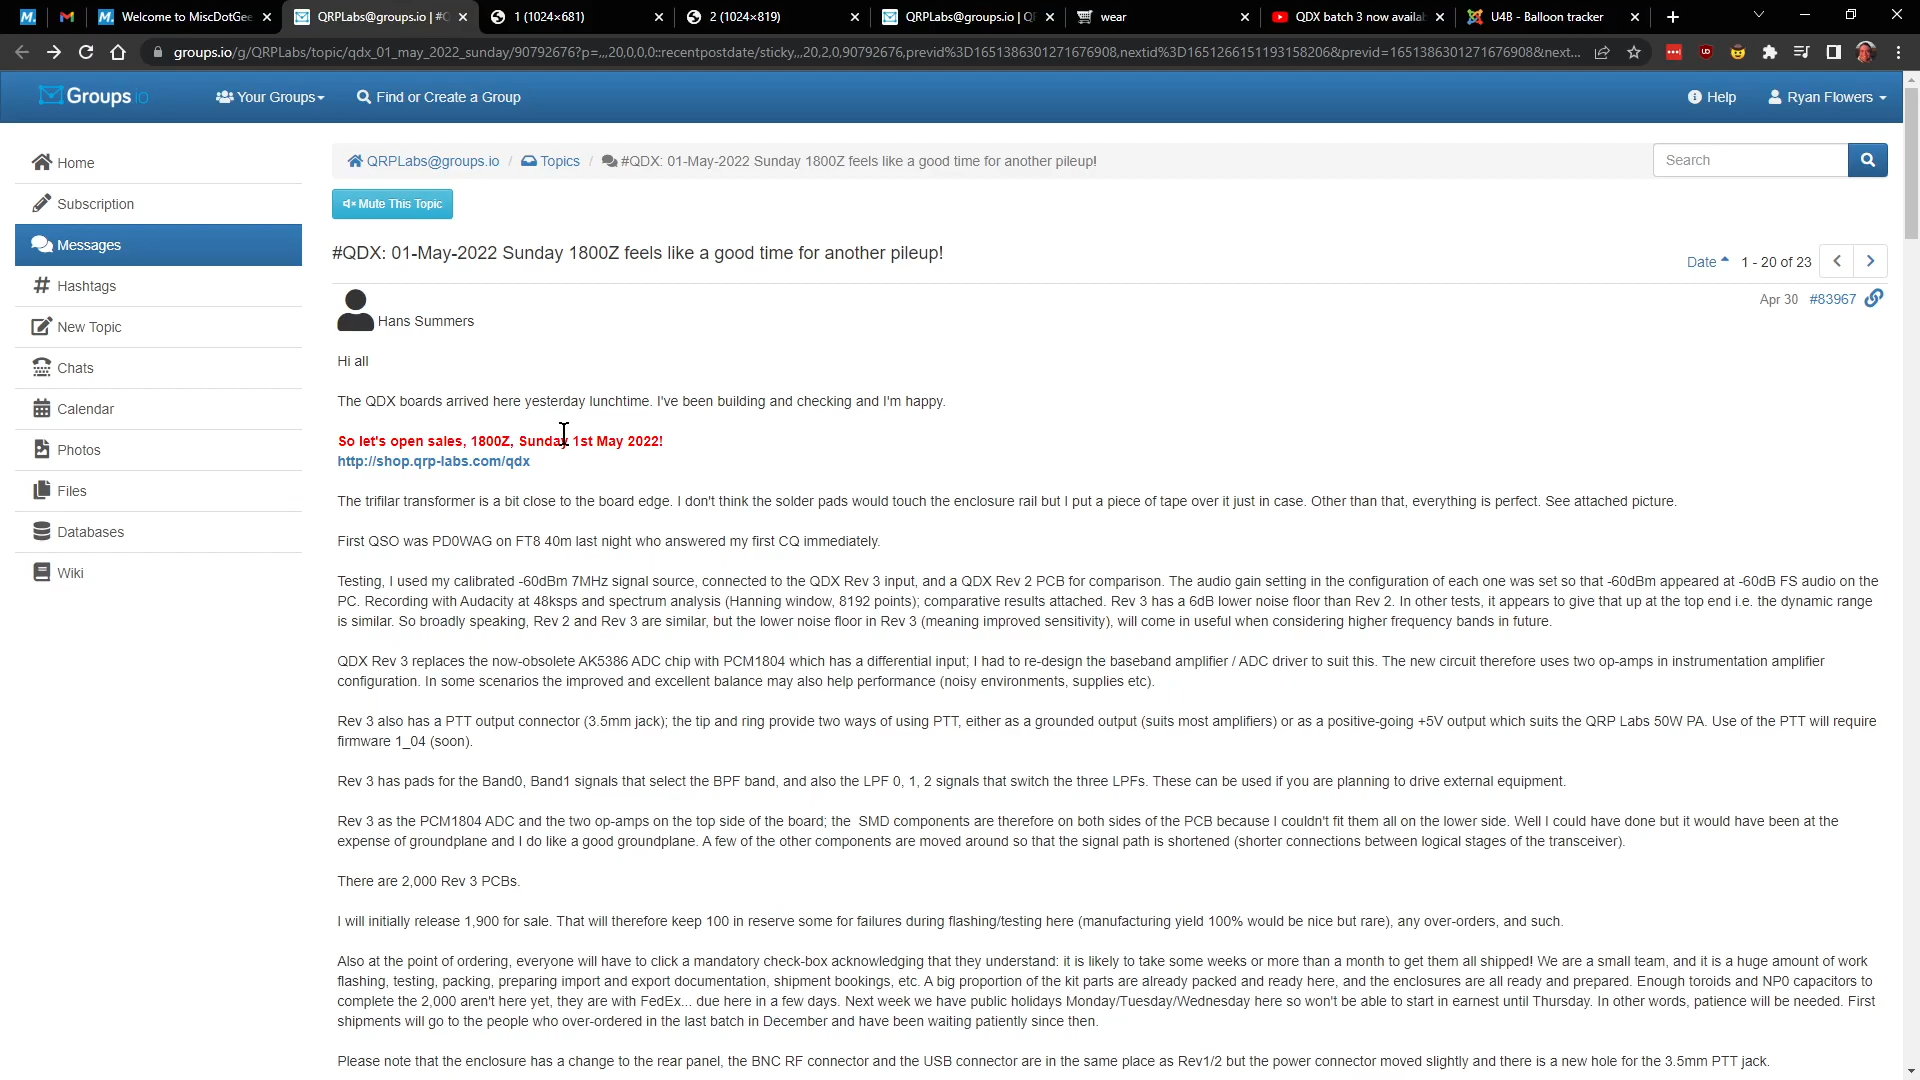 Welcome to MiscDotGee
QRPLabs@groups.io | #Q
1 (1024×681)
2 (1024×819)
QRPLabs@groups.io | QF
wear
QDX batch 3 now availa
U4B - Balloon tracker
groups.io/g/QRPLabs/topic/qdx_01_may_2022_sunday/90792676?p=,,,20,0,0,0::recentpostdate/sticky,,,20,2,0,90792676,previd%3D1651386301271676908,nextid%3D1651266151193158206&previd=1651386301271676908&next...
Groups.io
Your Groups
Find or Create a Group
Help
Ryan Flowers
Home
Subscription
Messages
Hashtags
New Topic
Chats
Calendar
Photos
Files
Databases
Wiki
QRPLabs@groups.io / Topics / #QDX: 01-May-2022 Sunday 1800Z feels like a good time for another pileup!
Search
Mute This Topic
#QDX: 01-May-2022 Sunday 1800Z feels like a good time for another pileup!
Date 1 - 20 of 23
Hans Summers
Apr 30 #83967
Hi all
The QDX boards arrived here yesterday lunchtime. I've been building and checking and I'm happy.
So let's open sales, 1800Z, Sunday 1st May 2022!
http://shop.qrp-labs.com/qdx
The trifilar transformer is a bit close to the board edge. I don't think the solder pads would touch the enclosure rail but I put a piece of tape over it just in case. Other than that, everything is perfect. See attached picture.
First QSO was PD0WAG on FT8 40m last night who answered my first CQ immediately.
Testing, I used my calibrated -60dBm 7MHz signal source, connected to the QDX Rev 3 input, and a QDX Rev 2 PCB for comparison. The audio gain setting in the configuration of each one was set so that -60dBm appeared at -60dB FS audio on the
PC. Recording with Audacity at 48ksps and spectrum analysis (Hanning window, 8192 points); comparative results attached. Rev 3 has a 6dB lower noise floor than Rev 2. In other tests, it appears to give that up at the top end i.e. the dynamic range
is similar. So broadly speaking, Rev 2 and Rev 3 are similar, but the lower noise floor in Rev 3 (meaning improved sensitivity), will come in useful when considering higher frequency bands in future.
QDX Rev 3 replaces the now-obsolete AK5386 ADC chip with PCM1804 which has a differential input; I had to re-design the baseband amplifier / ADC driver to suit this. The new circuit therefore uses two op-amps in instrumentation amplifier
configuration. In some scenarios the improved and excellent balance may also help performance (noisy environments, supplies etc).
Rev 3 also has a PTT output connector (3.5mm jack); the tip and ring provide two ways of using PTT, either as a grounded output (suits most amplifiers) or as a positive-going +5V output which suits the QRP Labs 50W PA. Use of the PTT will require
firmware 1_04 (soon).
Rev 3 has pads for the Band0, Band1 signals that select the BPF band, and also the LPF 0, 1, 2 signals that switch the three LPFs. These can be used if you are planning to drive external equipment.
Rev 3 as the PCM1804 ADC and the two op-amps on the top side of the board; the SMD components are therefore on both sides of the PCB because I couldn't fit them all on the lower side. Well I could have done but it would have been at the
expense of groundplane and I do like a good groundplane. A few of the other components are moved around so that the signal path is shortened (shorter connections between logical stages of the transceiver).
There are 2,000 Rev 3 PCBs.
I will initially release 1,900 for sale. That will therefore keep 100 in reserve some for failures during flashing/testing here (manufacturing yield 100% would be nice but rare), any over-orders, and such.
Also at the point of ordering, everyone will have to click a mandatory check-box acknowledging that they understand: it is likely to take some weeks or more than a month to get them all shipped! We are a small team, and it is a huge amount of work
flashing, testing, packing, preparing import and export documentation, shipment bookings, etc. A big proportion of the kit parts are already packed and ready here, and the enclosures are all ready and prepared. Enough toroids and NP0 capacitors to
complete the 2,000 aren't here yet, they are with FedEx... due here in a few days. Next week we have public holidays Monday/Tuesday/Wednesday here so won't be able to start in earnest until Thursday. In other words, patience will be needed. First
shipments will go to the people who over-ordered in the last batch in December and have been waiting patiently since then.
Please note that the enclosure has a change to the rear panel, the BNC RF connector and the USB connector are in the same place as Rev1/2 but the power connector moved slightly and there is a new hole for the 3.5mm PTT jack.